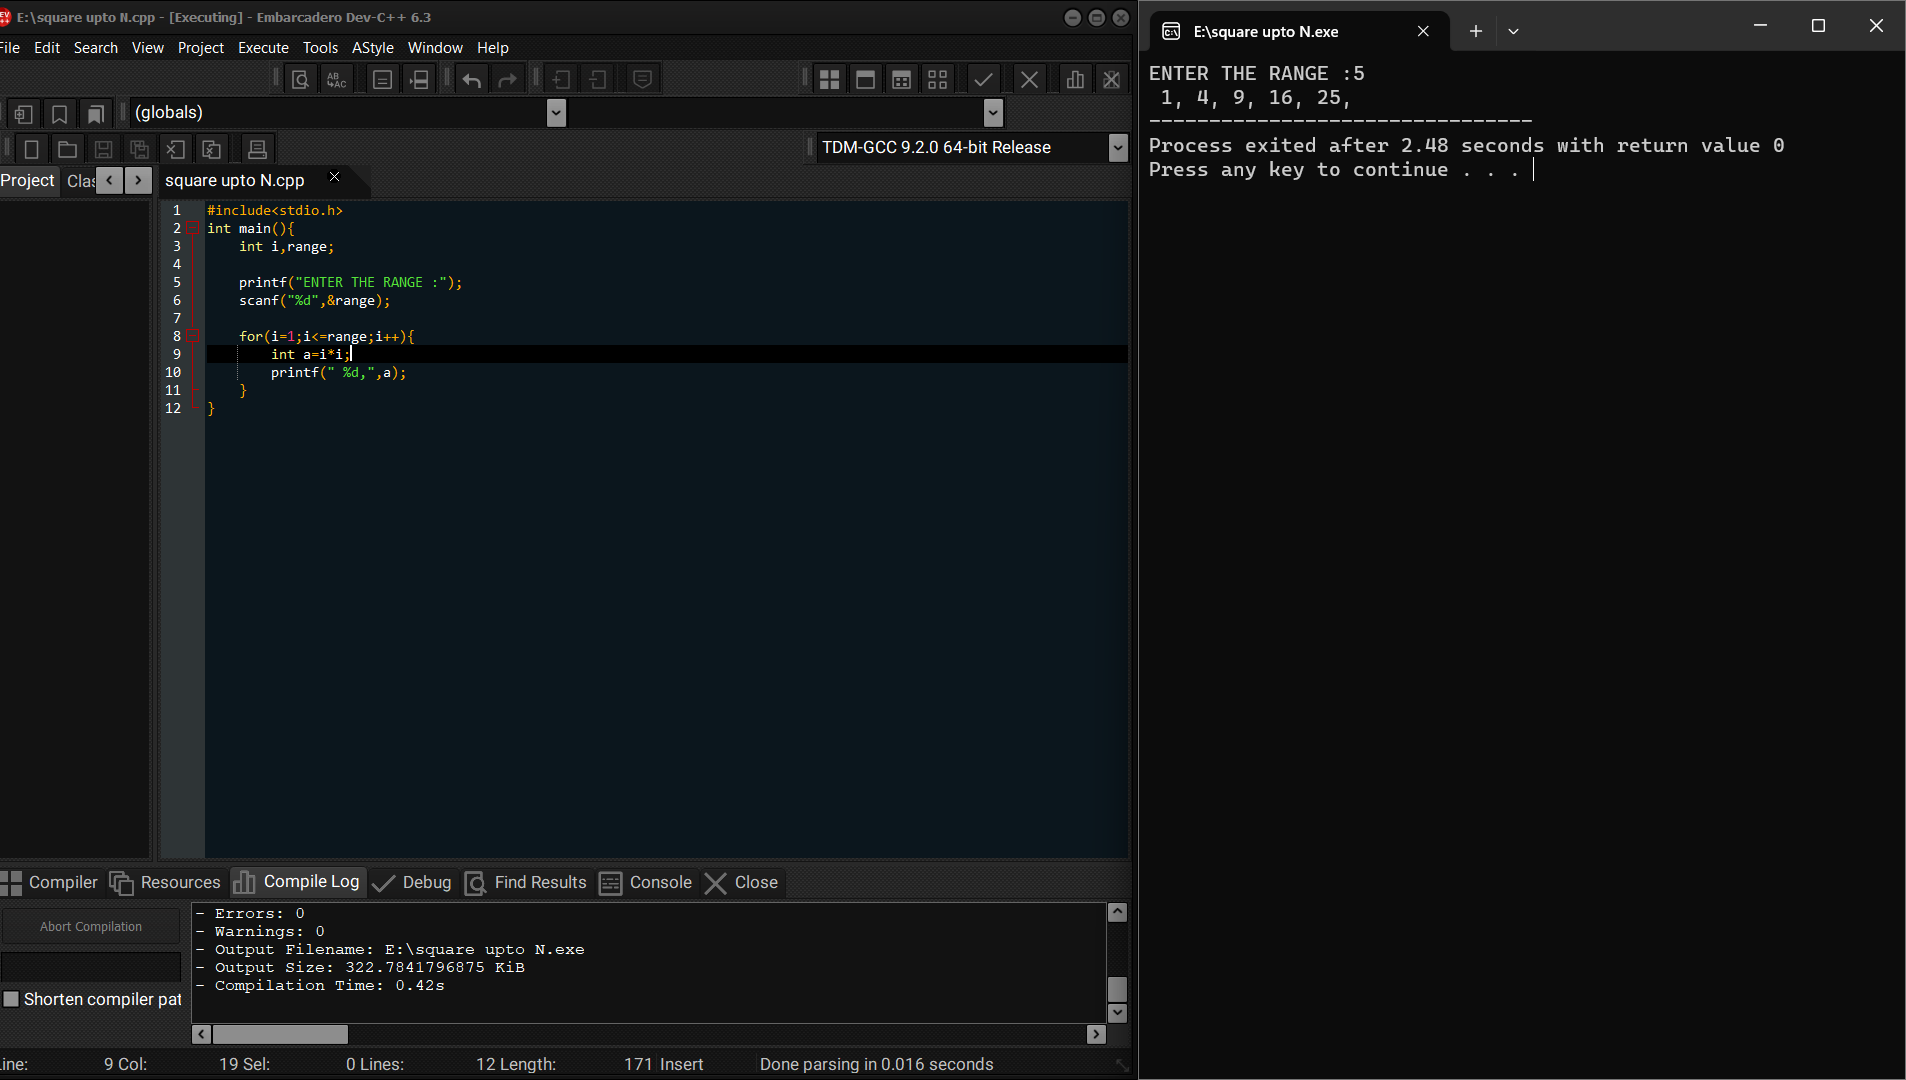 E:\square upto N.cpp - [Executing] - Embarcadero Dev-C++ 6.3
File Edit Search View Project Execute Tools AStyle Window Help
(globals)
TDM-GCC 9.2.0 64-bit Release
Project Clas
square upto N.cpp
1 #include<stdio.h>
2 int main(){
3 int i,range;
4
5 printf("ENTER THE RANGE :");
6 scanf("%d",&range);
7
8 for(i=1;i<=range;i++){
9 int a=i*i;
10 printf(" %d,",a);
11 }
12 }
Compiler Resources Compile Log Debug Find Results Console Close
Abort Compilation
Shorten compiler pat
- Errors: 0
- Warnings: 0
- Output Filename: E:\square upto N.exe
- Output Size: 322.7841796875 KiB
- Compilation Time: 0.42s
ine: 9 Col: 19 Sel: 0 Lines: 12 Length: 171 Insert Done parsing in 0.016 seconds
E:\square upto N.exe
ENTER THE RANGE :5
1, 4, 9, 16, 25,
--------------------------------
Process exited after 2.48 seconds with return value 0
Press any key to continue . . .